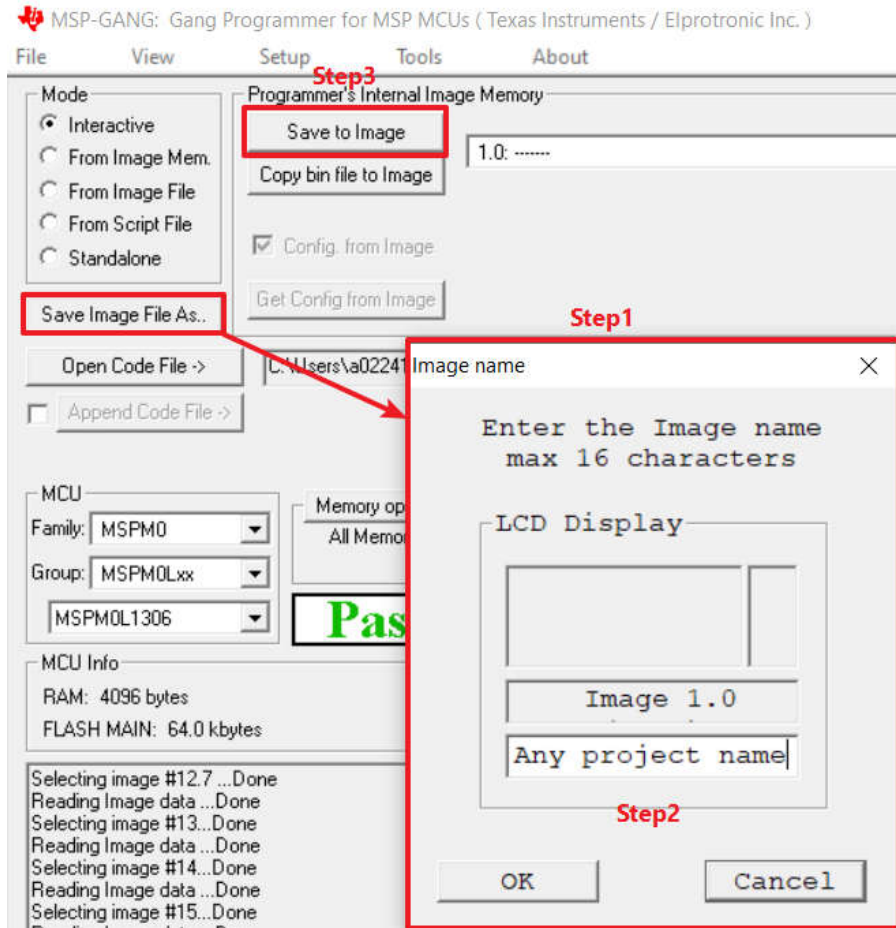 MSP-GANG: Gang Programmer for MSP MCUs ( Texas Instruments / Elprotronic Inc. )
File View Setup Tools About
Step3
Mode
Interactive
From Image Mem.
From Image File
From Script File
Standalone
Programmer's Internal Image Memory
Save to Image
1.0: -------
Copy bin file to Image
Config. from Image
Get Config from Image
Save Image File As..
Step1
Open Code File ->
C:\Users\a02241
Append Code File ->
Image name
Enter the Image name
max 16 characters
LCD Display
Image 1.0
Any project name
Step2
OK
Cancel
MCU
Family: MSPM0
Group: MSPM0Lxx
MSPM0L1306
Memory op
All Memo
Pas
MCU Info
RAM: 4096 bytes
FLASH MAIN: 64.0 kbytes
Selecting image #12.7 ...Done
Reading Image data ...Done
Selecting image #13...Done
Reading Image data ...Done
Selecting image #14...Done
Reading Image data ...Done
Selecting image #15...Done